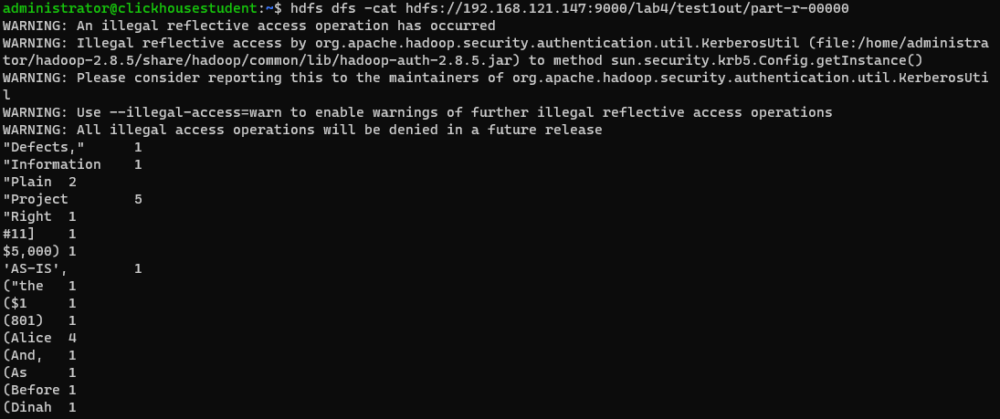 administrator@clickhousestudent:~$ hdfs dfs -cat hdfs://192.168.121.147:9000/lab4/test1out/part-r-00000
WARNING: An illegal reflective access operation has occurred
WARNING: Illegal reflective access by org.apache.hadoop.security.authentication.util.KerberosUtil (file:/home/administra
tor/hadoop-2.8.5/share/hadoop/common/lib/hadoop-auth-2.8.5.jar) to method sun.security.krb5.Config.getInstance()
WARNING: Please consider reporting this to the maintainers of org.apache.hadoop.security.authentication.util.KerberosUti
l
WARNING: Use --illegal-access=warn to enable warnings of further illegal reflective access operations
WARNING: All illegal access operations will be denied in a future release
"Defects,"	1
"Information	1
"Plain	2
"Project	5
"Right	1
#11]	1
$5,000)	1
'AS-IS',	1
("the	1
($1	1
(801)	1
(Alice	4
(And,	1
(As	1
(Before	1
(Dinah	1